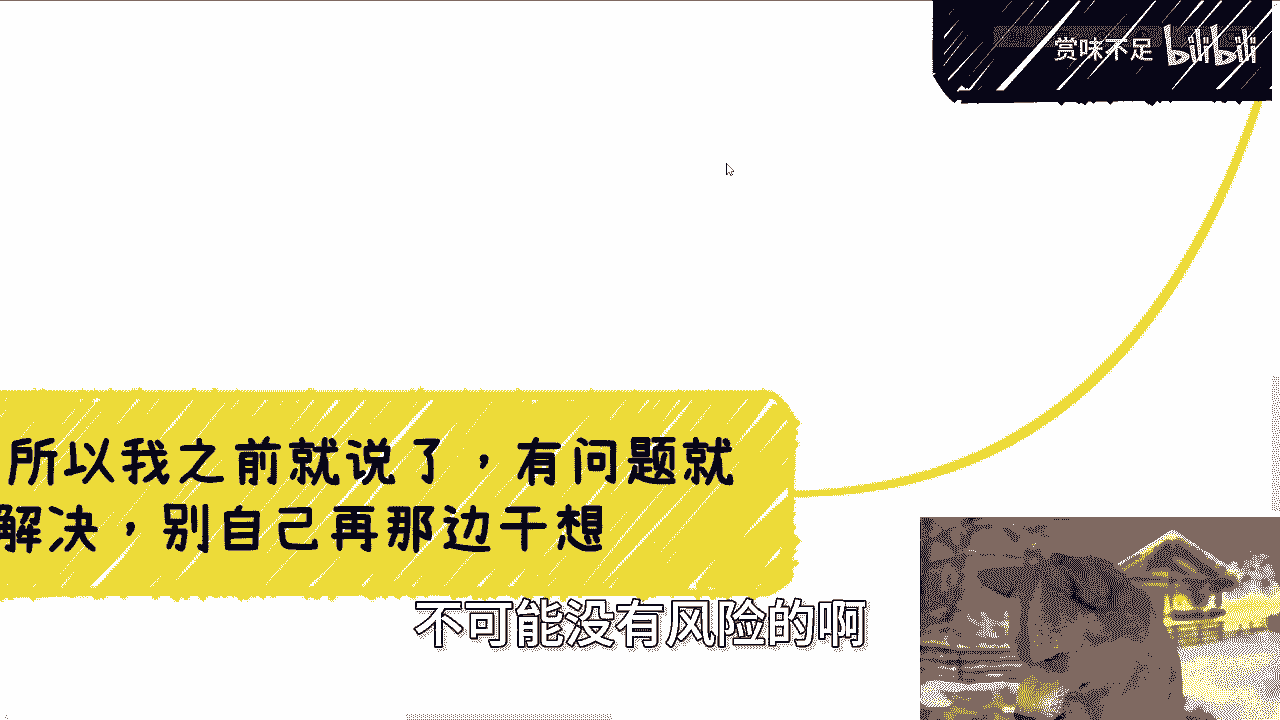 赏味不足 bilibili
所以我之前就说了，有问题就
解决，别自己再那边干想
不可能没有风险的啊